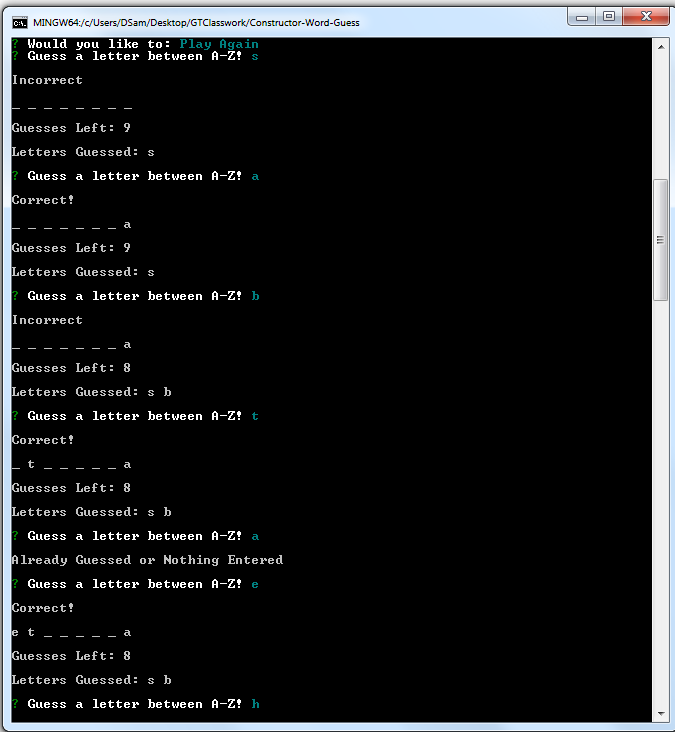 MINGW64:/c/Users/DSam/Desktop/GTClasswork/Constructor-Word-Guess
? Would you like to: Play Again
? Guess a letter between A-Z! s
Incorrect
_ _ _ _ _ _ _ _
Guesses Left: 9
Letters Guessed: s
? Guess a letter between A-Z! a
Correct!
_ _ _ _ _ _ _ a
Guesses Left: 9
Letters Guessed: s
? Guess a letter between A-Z! b
Incorrect
_ _ _ _ _ _ _ a
Guesses Left: 8
Letters Guessed: s b
? Guess a letter between A-Z! t
Correct!
_ t _ _ _ _ _ a
Guesses Left: 8
Letters Guessed: s b
? Guess a letter between A-Z! a
Already Guessed or Nothing Entered
? Guess a letter between A-Z! e
Correct!
e t _ _ _ _ _ a
Guesses Left: 8
Letters Guessed: s b
? Guess a letter between A-Z! h